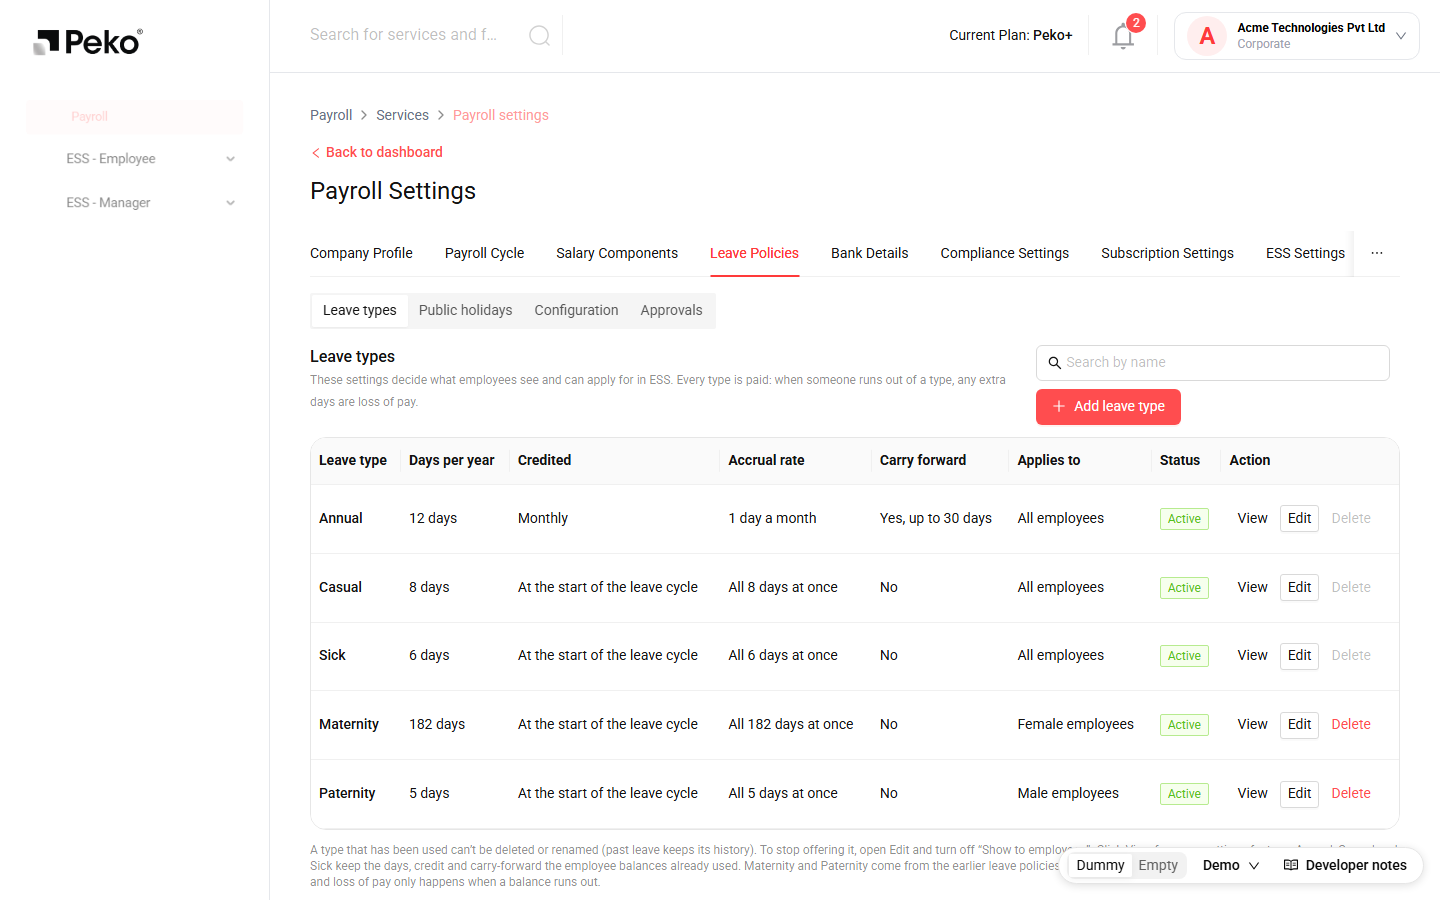 Peko®
Search for services and f...
Current Plan: Peko+
2
A
Acme Technologies Pvt Ltd
Corporate
Payroll
ESS - Employee
ESS - Manager
Payroll > Services > Payroll settings
< Back to dashboard
Payroll Settings
Company Profile Payroll Cycle Salary Components Leave Policies Bank Details Compliance Settings Subscription Settings ESS Settings ...
Leave types Public holidays Configuration Approvals
Leave types
These settings decide what employees see and can apply for in ESS. Every type is paid: when someone runs out of a type, any extra
days are loss of pay.
Search by name
+ Add leave type
Leave type Days per year Credited Accrual rate Carry forward Applies to Status Action
Annual 12 days Monthly 1 day a month Yes, up to 30 days All employees Active View Edit Delete
Casual 8 days At the start of the leave cycle All 8 days at once No All employees Active View Edit Delete
Sick 6 days At the start of the leave cycle All 6 days at once No All employees Active View Edit Delete
Maternity 182 days At the start of the leave cycle All 182 days at once No Female employees Active View Edit Delete
Paternity 5 days At the start of the leave cycle All 5 days at once No Male employees Active View Edit Delete
A type that has been used can't be deleted or renamed (past leave keeps its history). To stop offering it, open Edit and turn off "Show to
Sick keep the days, credit and carry-forward the employee balances already used. Maternity and Paternity come from the earlier leave policies
and loss of pay only happens when a balance runs out.
Dummy Empty Demo Developer notes